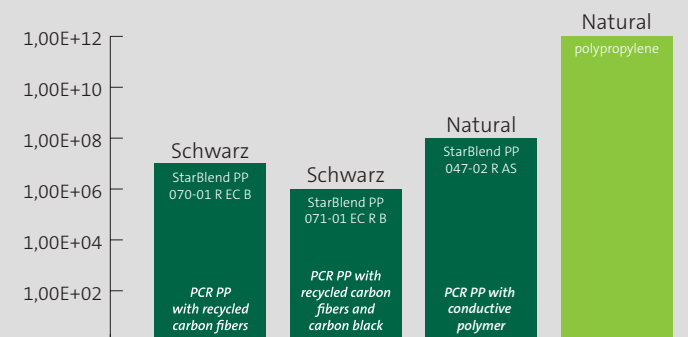 1,00E+12
1,00E+10
1,00E+08
1,00E+06
1,00E+04
1,00E+02
Schwarz
StarBlend PP
070-01 R EC B
PCR PP
with recycled
carbon fibers
Schwarz
StarBlend PP
071-01 EC R B
PCR PP with
recycled carbon
fibers and
carbon black
Natural
StarBlend PP
047-02 R AS
PCR PP with
conductive
polymer
Natural
polypropylene